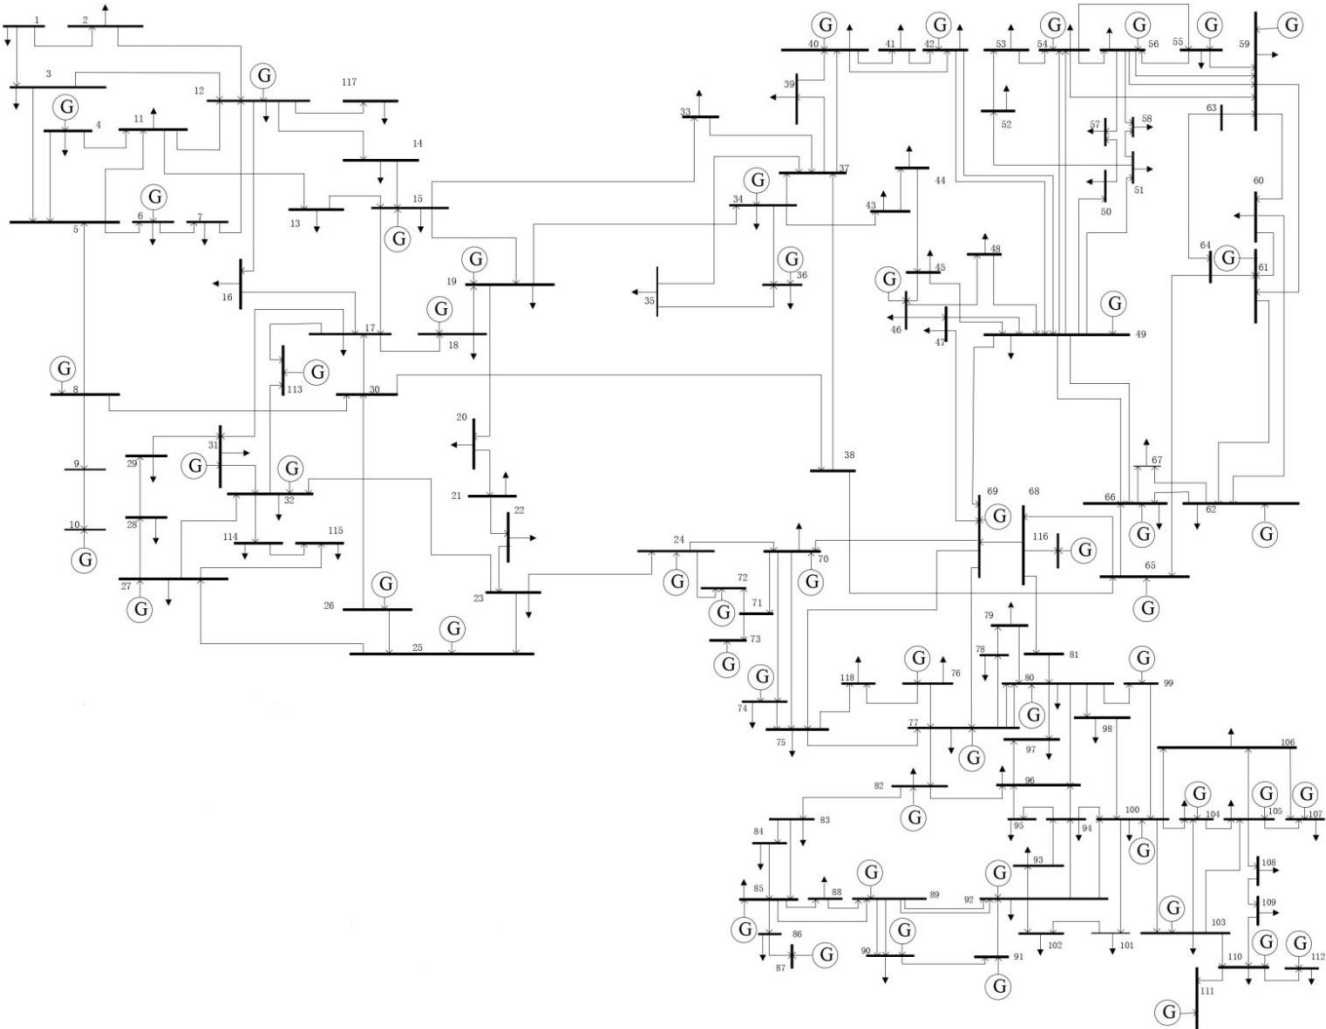 1 2 G G G G G G
40 41 42 53 54 56 55 59
3 12 G 117
G 4 11
39 33 63
52 57 58
14 37 44 51 60
G 34 43 50
5 6 G 7 13 15 G
64 G 61
16 G 19 36 G 48
35 G 46 45 47 G 49
17 G 18
G 8 113 G 30
20 38
31 G 29 G 32 9
67 66 G 62 G
21 22 69 G 68
28 10 G 114 115
24 G 70 G 116 G
27 G 26 G 23 72 G 71 65 G
25 G 73 G 79
78 81
G 74 118 G 76 80 G G 99
75 77 G 97 98
106
82 G 96
83 95 94 100 G G 104 G 105 G 107
84 93 108
85 G 88 G 89 G 92 109
86 G 90 102 101 G 103
87 G 91 G 110 G G 112
G 111